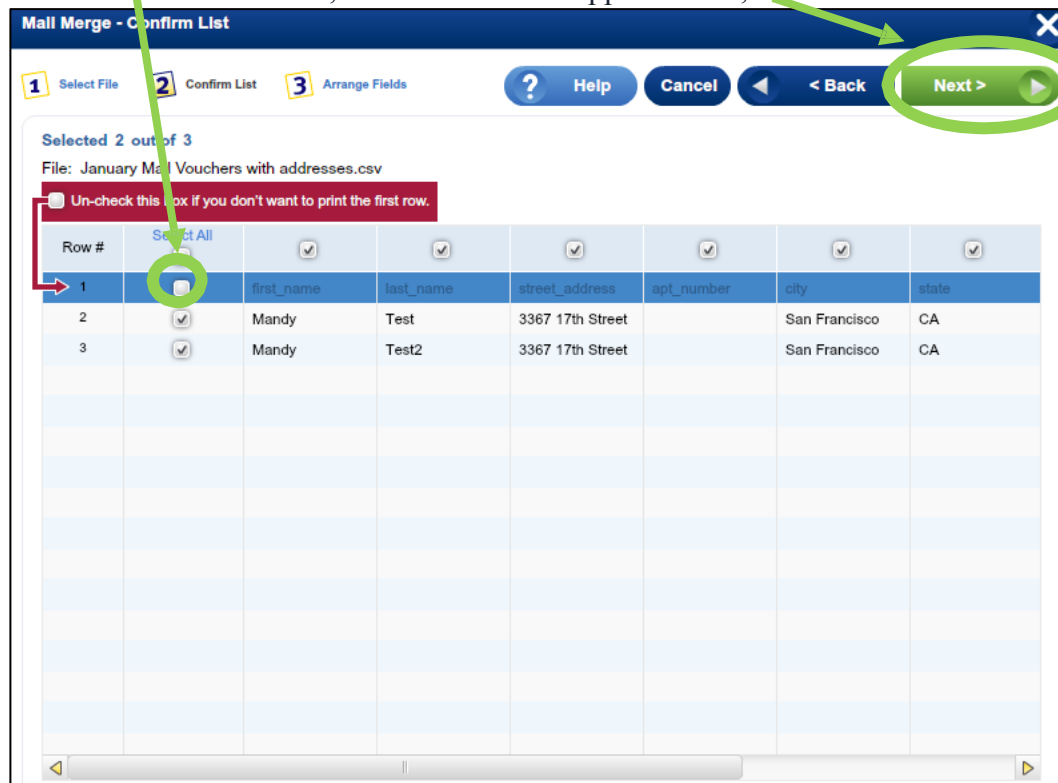 Mail Merge - Confirm List
1 Select File 2 Confirm List 3 Arrange Fields ? Help Cancel < Back Next >
Selected 2 out of 3
File: January Mail Vouchers with addresses.csv
Un-check this box if you don't want to print the first row.
Row # Select All
1 first_name last_name street_address apt_number city state
2 Mandy Test 3367 17th Street San Francisco CA
3 Mandy Test2 3367 17th Street San Francisco CA